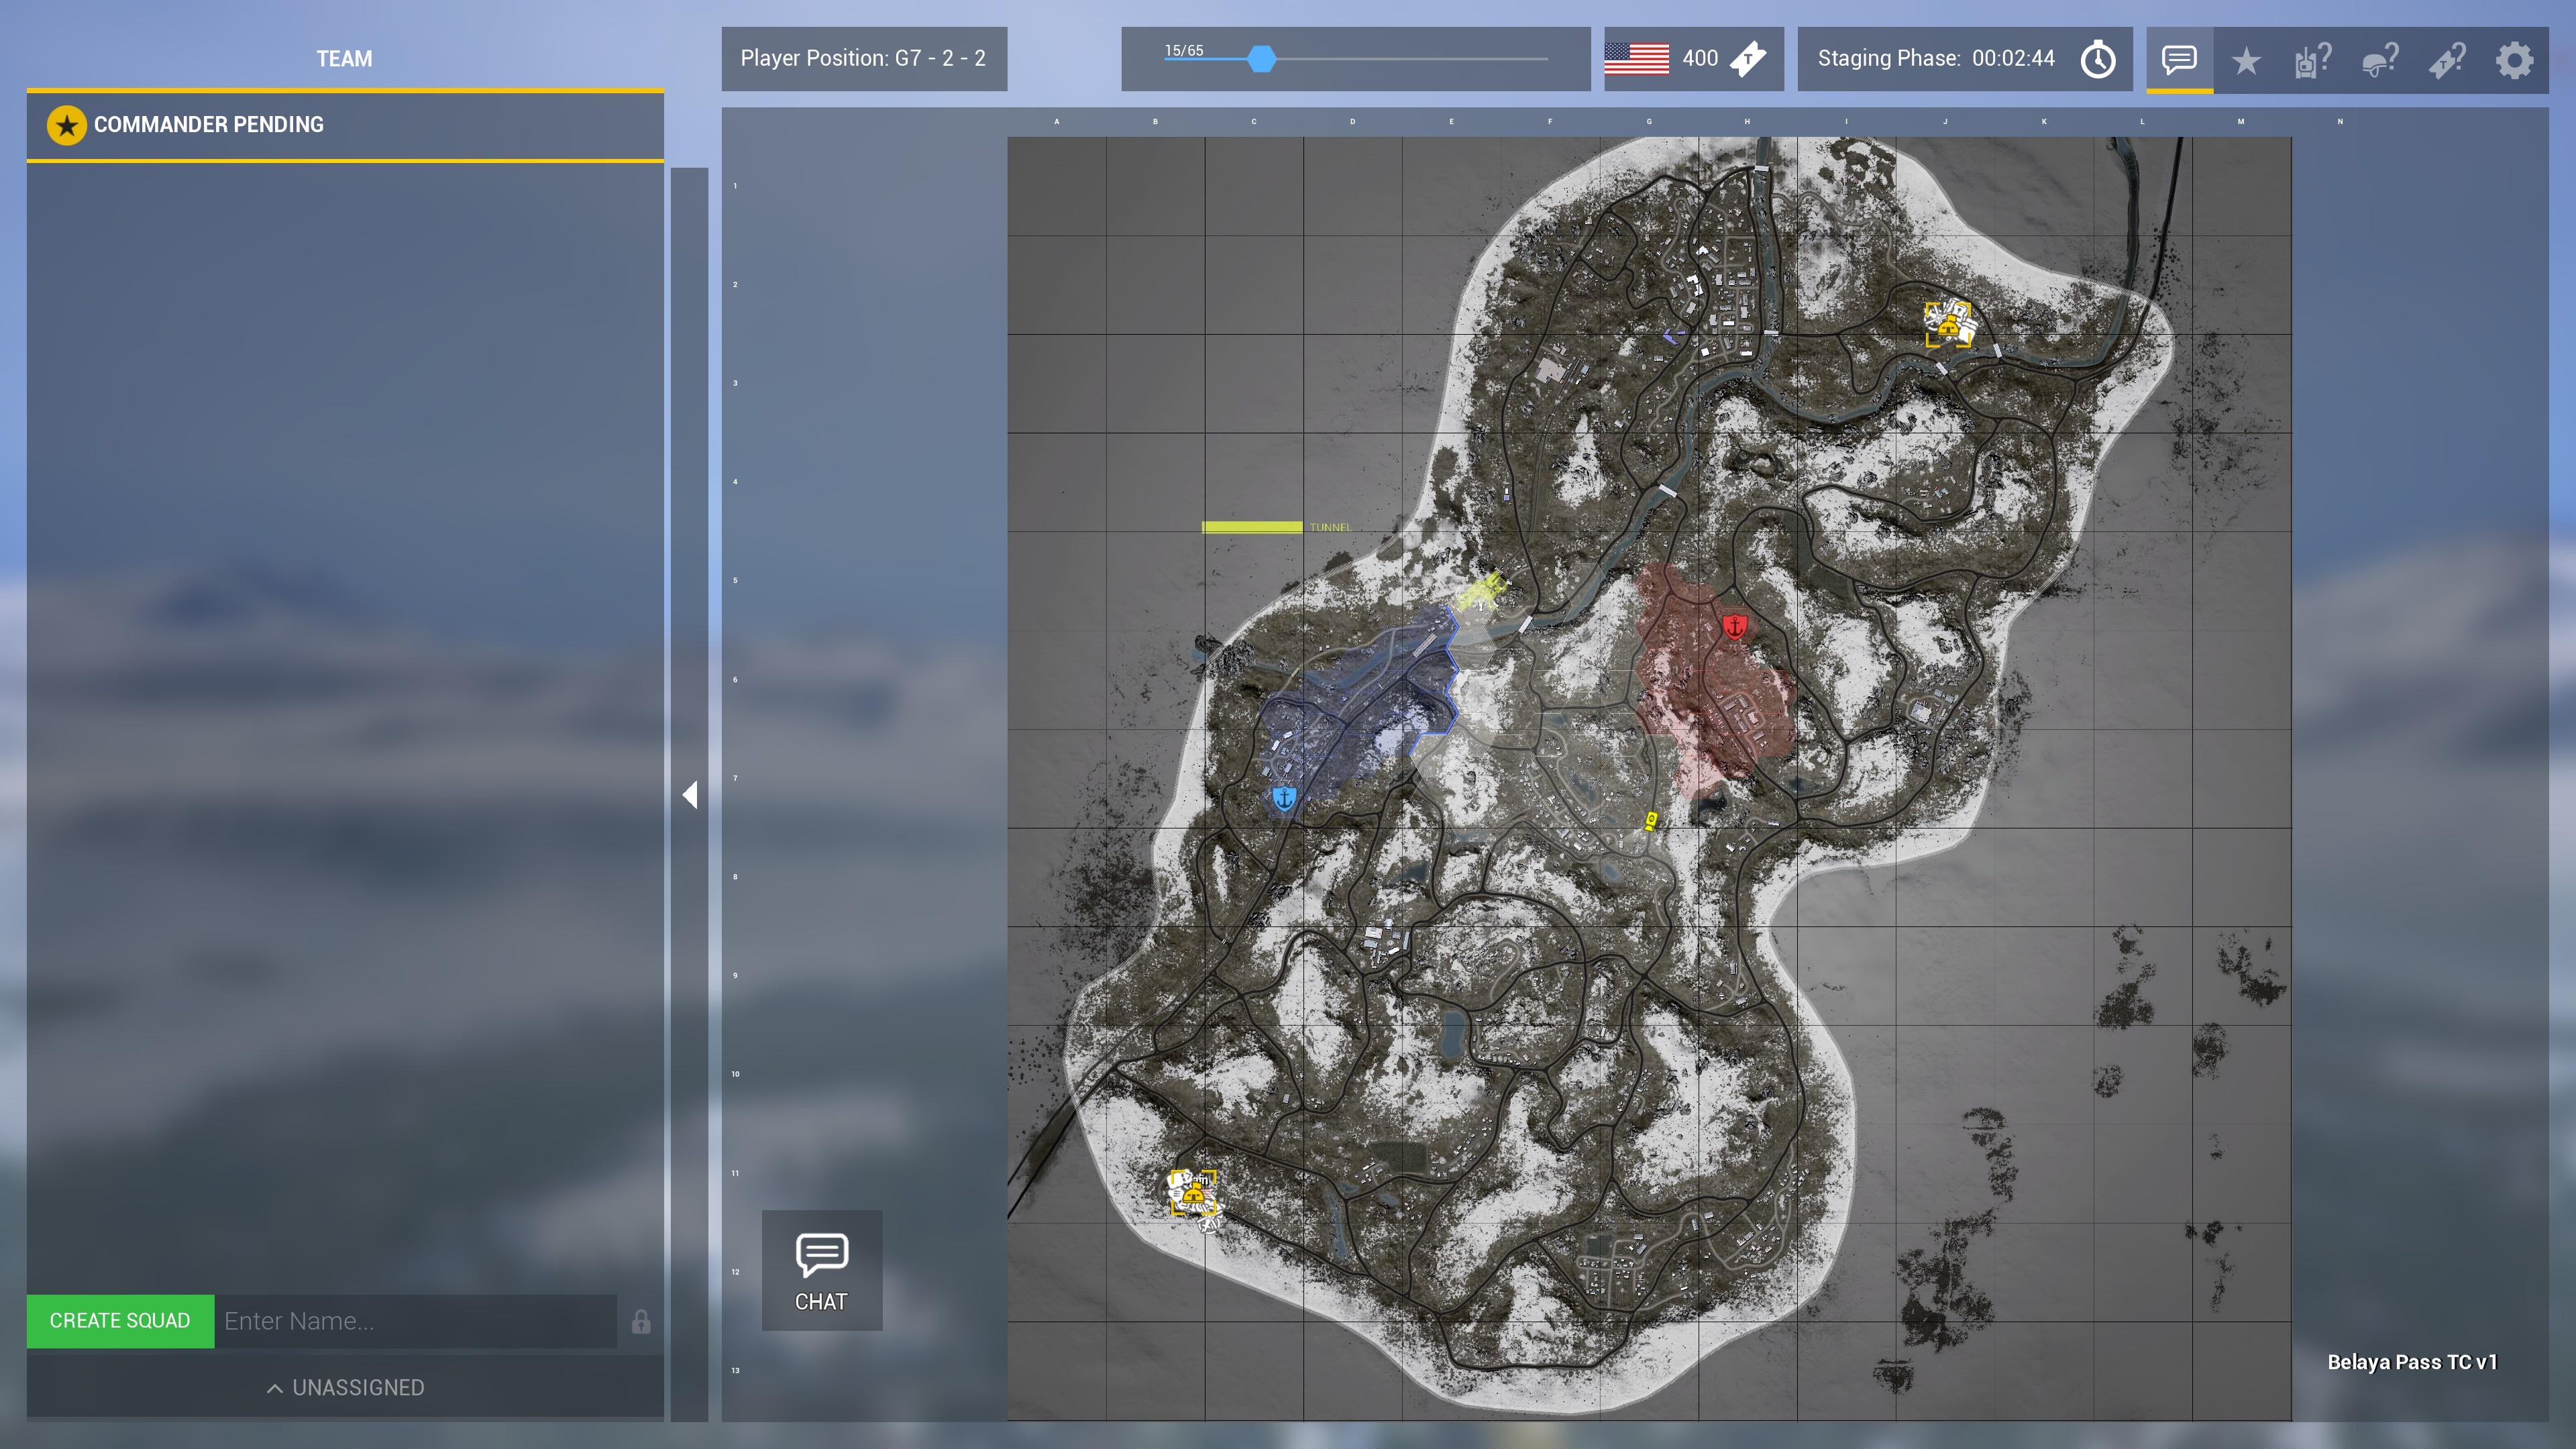 TEAM
COMMANDER PENDING
Player Position: G7 - 2 - 2
15/65
400
T
Staging Phase: 00:02:44
? ? T ?
A B C D E F G H I J K L M N
1
2
3
4
5
6
7
8
9
10
11
12
13
TUNNEL
CHAT
CREATE SQUAD
Enter Name...
UNASSIGNED
Belaya Pass TC v1